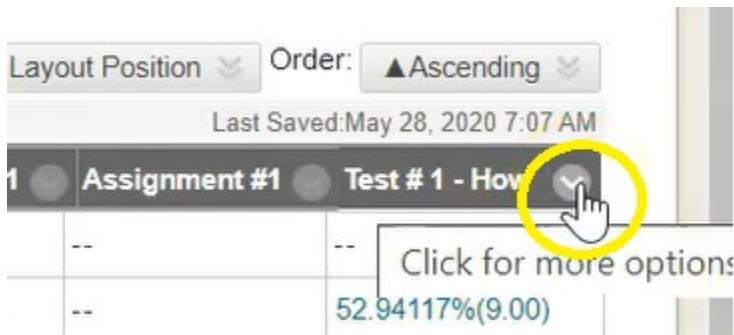 Layout Position Order: ▲Ascending
Last Saved:May 28, 2020 7:07 AM
1 Assignment #1 Test # 1 - How
-- --
Click for more options
-- 52.94117%(9.00)